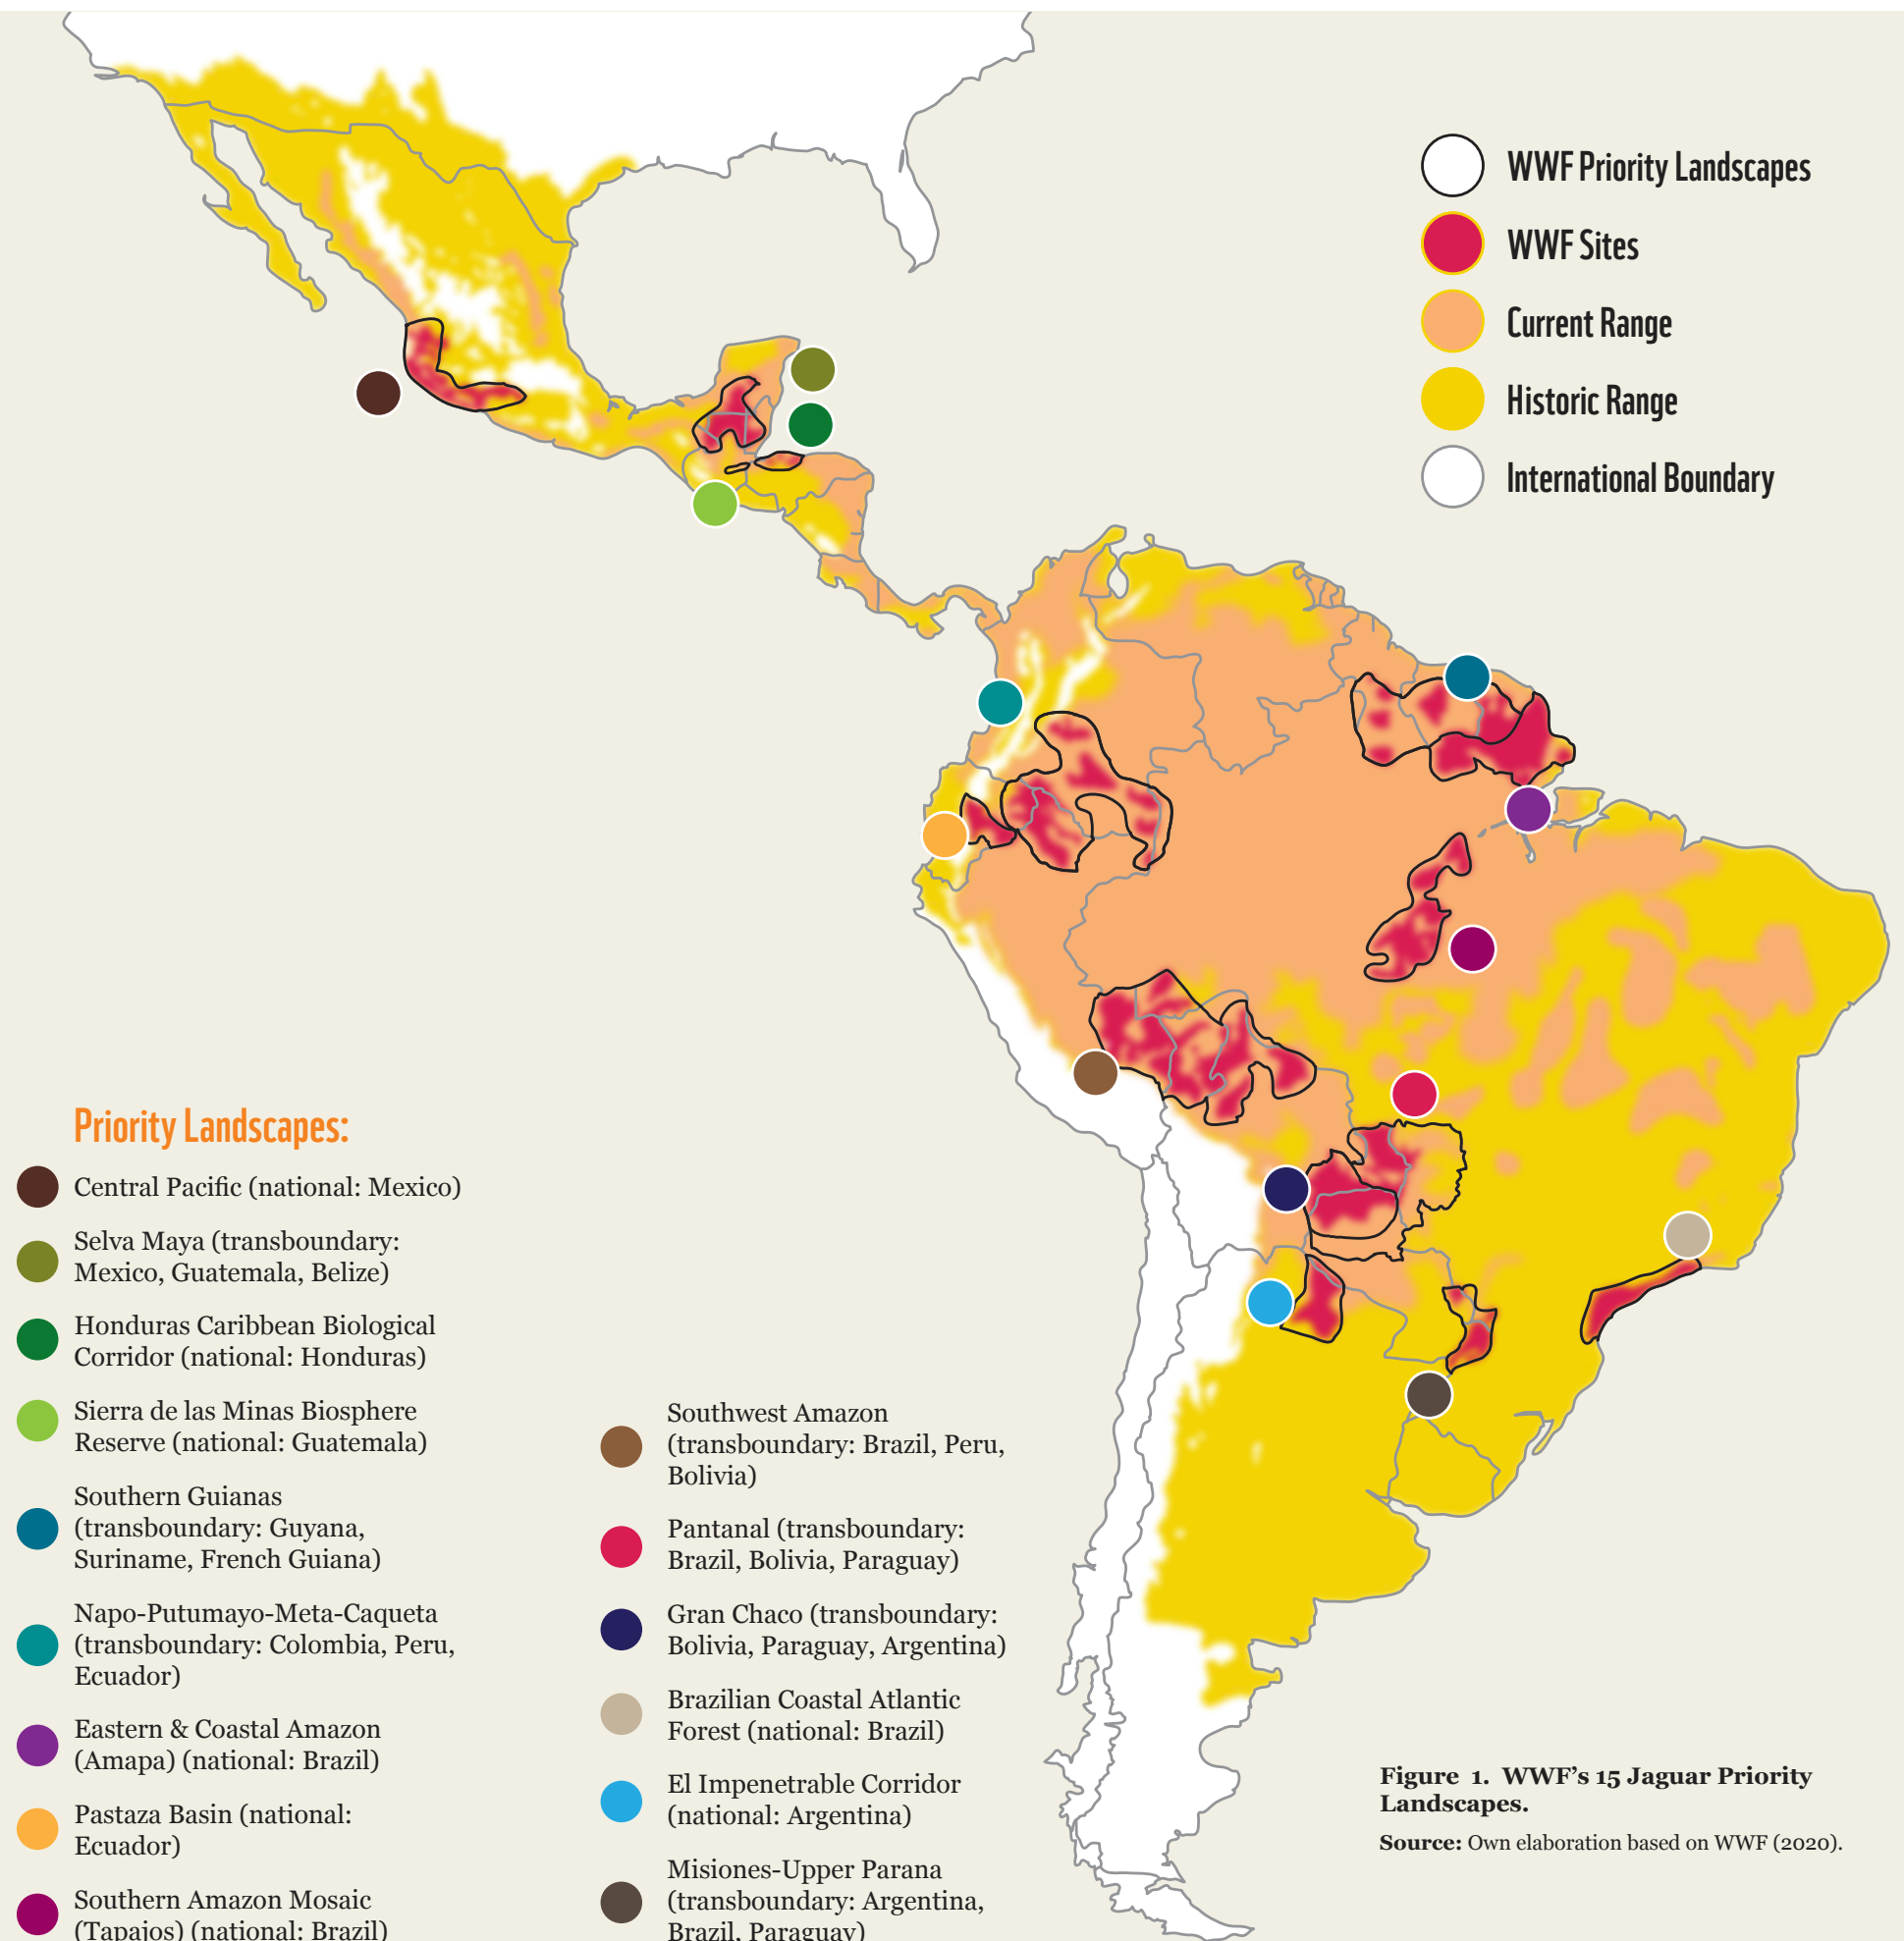 WWF Priority Landscapes
WWF Sites
Current Range
Historic Range
International Boundary
Priority Landscapes:
Central Pacific (national: Mexico)
Selva Maya (transboundary:
Mexico, Guatemala, Belize)
Honduras Caribbean Biological
Corridor (national: Honduras)
Sierra de las Minas Biosphere
Reserve (national: Guatemala)
Southern Guianas
(transboundary: Guyana,
Suriname, French Guiana)
Napo-Putumayo-Meta-Caqueta
(transboundary: Colombia, Peru,
Ecuador)
Eastern & Coastal Amazon
(Amapa) (national: Brazil)
Pastaza Basin (national:
Ecuador)
Southern Amazon Mosaic
(Tapajos) (national: Brazil)
Southwest Amazon
(transboundary: Brazil, Peru,
Bolivia)
Pantanal (transboundary:
Brazil, Bolivia, Paraguay)
Gran Chaco (transboundary:
Bolivia, Paraguay, Argentina)
Brazilian Coastal Atlantic
Forest (national: Brazil)
El Impenetrable Corridor
(national: Argentina)
Misiones-Upper Parana
(transboundary: Argentina,
Brazil, Paraguay)
Figure 1. WWF's 15 Jaguar Priority
Landscapes.
Source: Own elaboration based on WWF (2020).